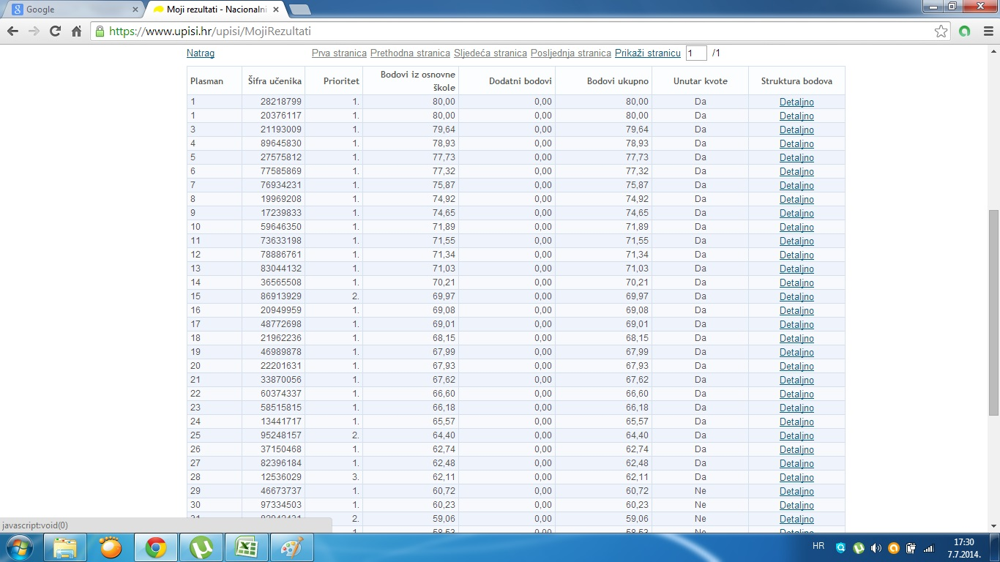 Google
Moji rezultati - Nacionalni
https://www.upisi.hr/upisi/MojiRezultati
Natrag Prva stranica Prethodna stranica Sljedeća stranica Posljednja stranica Prikaži stranicu 1 /1
Plasman Šifra učenika Prioritet Bodovi iz osnovne škole Dodatni bodovi Bodovi ukupno Unutar kvote Struktura bodova
1 28218799 1. 80,00 0,00 80,00 Da Detaljno
1 20376117 1. 80,00 0,00 80,00 Da Detaljno
3 21193009 1. 79,64 0,00 79,64 Da Detaljno
4 89645830 1. 78,93 0,00 78,93 Da Detaljno
5 27575812 1. 77,73 0,00 77,73 Da Detaljno
6 77585869 1. 77,32 0,00 77,32 Da Detaljno
7 76934231 1. 75,87 0,00 75,87 Da Detaljno
8 19969208 1. 74,92 0,00 74,92 Da Detaljno
9 17239833 1. 74,65 0,00 74,65 Da Detaljno
10 59646350 1. 71,89 0,00 71,89 Da Detaljno
11 73633198 1. 71,55 0,00 71,55 Da Detaljno
12 78886761 1. 71,34 0,00 71,34 Da Detaljno
13 83044132 1. 71,03 0,00 71,03 Da Detaljno
14 36565508 1. 70,21 0,00 70,21 Da Detaljno
15 86913929 2. 69,97 0,00 69,97 Da Detaljno
16 20949959 1. 69,08 0,00 69,08 Da Detaljno
17 48772698 1. 69,01 0,00 69,01 Da Detaljno
18 21962236 1. 68,15 0,00 68,15 Da Detaljno
19 46989878 1. 67,99 0,00 67,99 Da Detaljno
20 22201631 1. 67,93 0,00 67,93 Da Detaljno
21 33870056 1. 67,62 0,00 67,62 Da Detaljno
22 60374337 1. 66,60 0,00 66,60 Da Detaljno
23 58515815 1. 66,18 0,00 66,18 Da Detaljno
24 13441717 1. 65,57 0,00 65,57 Da Detaljno
25 95248157 2. 64,40 0,00 64,40 Da Detaljno
26 37150468 1. 62,74 0,00 62,74 Da Detaljno
27 82396184 1. 62,48 0,00 62,48 Da Detaljno
28 12536029 3. 62,11 0,00 62,11 Da Detaljno
29 46673737 1. 60,72 0,00 60,72 Ne Detaljno
30 97334503 1. 60,23 0,00 60,23 Ne Detaljno
2. 59,06 0,00 59,06 Ne Detaljno
javascript:void(0)
HR 17:30
7.7.2014.